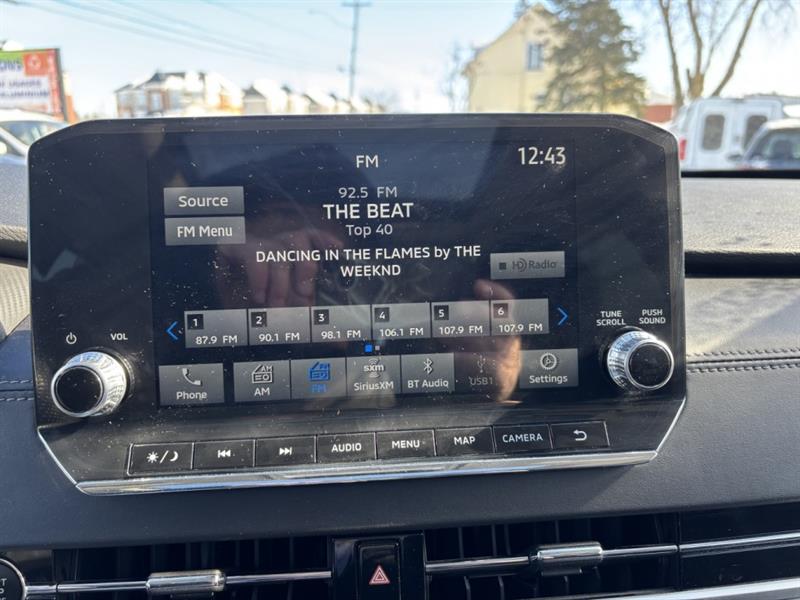 FM
12:43
Source
92.5 FM
THE BEAT
FM Menu
Top 40
DANCING IN THE FLAMES by THE
WEEKND
HD Radio
1
2
3
4
5
6
87.9 FM
90.1 FM
98.1 FM
106.1 FM
107.9 FM
107.9 FM
TUNE
SCROLL
PUSH
SOUND
VOL
Phone
AM
FM
sxm
SiriusXM
BT Audio
USB1
Settings
AUDIO
MENU
MAP
CAMERA